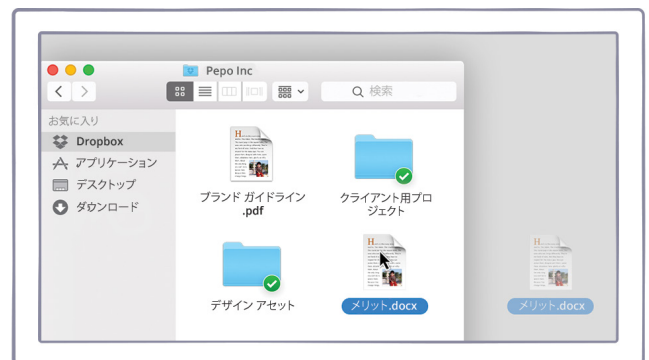 Pepo Inc
検索
お気に入り
Dropbox
アプリケーション
デスクトップ
ダウンロード
ブランド ガイドライン
.pdf
クライアント用プロ
ジェクト
デザイン アセット
メリット.docx
メリット.docx